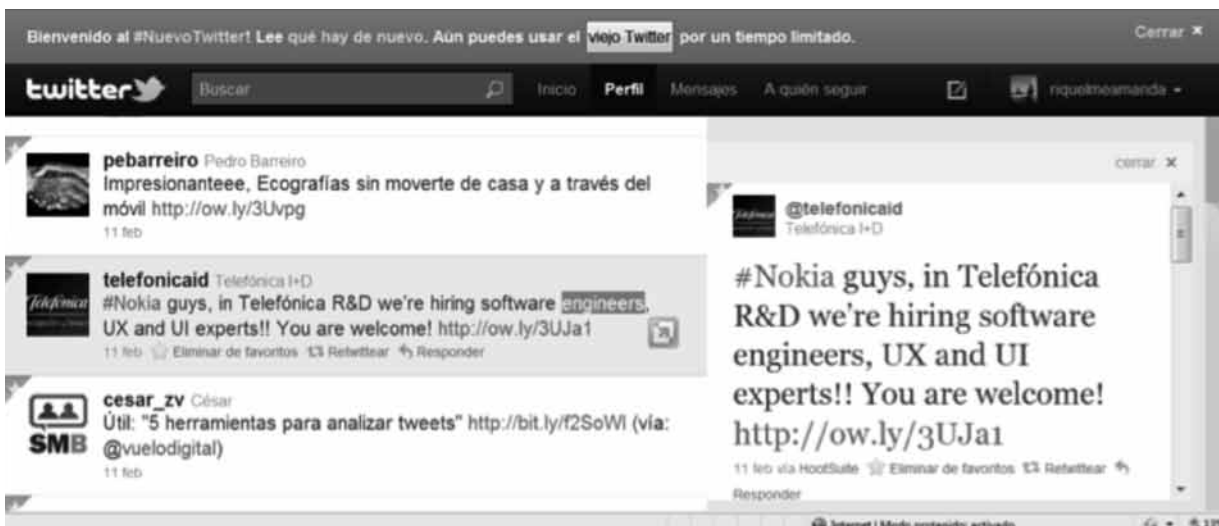 Bienvenido al #NuevoTwitter! Lee qué hay de nuevo. Aún puedes usar el viejo Twitter por un tiempo limitado.
Cerrar ×
twitter
Buscar
Inicio Perfil Mensajes A quién seguir
riquelmeamanda
pebarreiro Pedro Barreiro
Impresionanteee, Ecografías sin moverte de casa y a través del
móvil http://ow.ly/3Uvpg
11 feb
telefonicaid Telefónica I+D
#Nokia guys, in Telefónica R&D we're hiring software engineers,
UX and UI experts!! You are welcome! http://ow.ly/3UJa1
11 feb Eliminar de favoritos Retwittear Responder
Telefónica
cesar_zv César
Útil: "5 herramientas para analizar tweets" http://bit.ly/f2SoWI (vía:
@vuelodigital)
11 feb
SMB
cerrar ×
Telefónica
@telefonicaid
Telefónica I+D
#Nokia guys, in Telefónica
R&D we're hiring software
engineers, UX and UI
experts!! You are welcome!
http://ow.ly/3UJa1
11 feb via HootSuite Eliminar de favoritos Retwittear
Responder
Internet | Modo protegido: activado